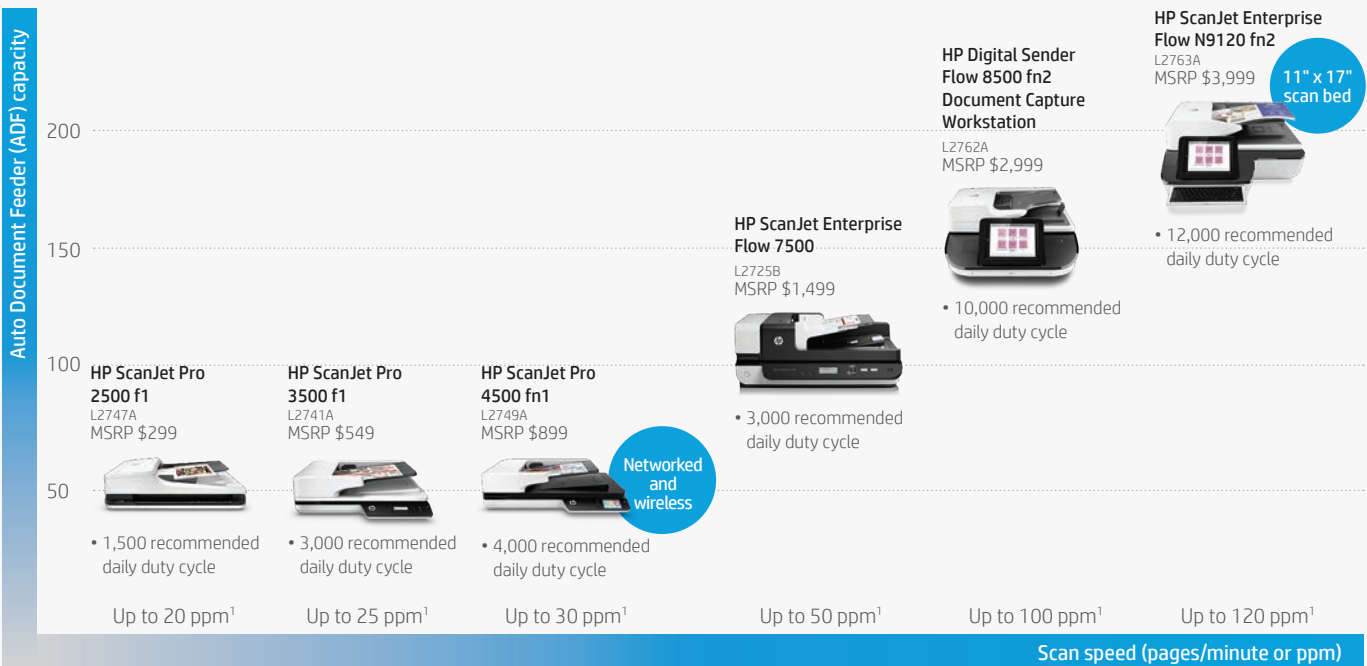 Auto Document Feeder (ADF) capacity
200
150
100
50
HP ScanJet Pro
2500 f1
L2747A
MSRP $299
• 1,500 recommended
daily duty cycle
Up to 20 ppm1
HP ScanJet Pro
3500 f1
L2741A
MSRP $549
• 3,000 recommended
daily duty cycle
Up to 25 ppm1
HP ScanJet Pro
4500 fn1
L2749A
MSRP $899
Networked
and
wireless
• 4,000 recommended
daily duty cycle
Up to 30 ppm1
HP ScanJet Enterprise
Flow 7500
L2725B
MSRP $1,499
• 3,000 recommended
daily duty cycle
Up to 50 ppm1
HP Digital Sender
Flow 8500 fn2
Document Capture
Workstation
L2762A
MSRP $2,999
• 10,000 recommended
daily duty cycle
Up to 100 ppm1
HP ScanJet Enterprise
Flow N9120 fn2
L2763A
MSRP $3,999
11" x 17"
scan bed
• 12,000 recommended
daily duty cycle
Up to 120 ppm1
Scan speed (pages/minute or ppm)